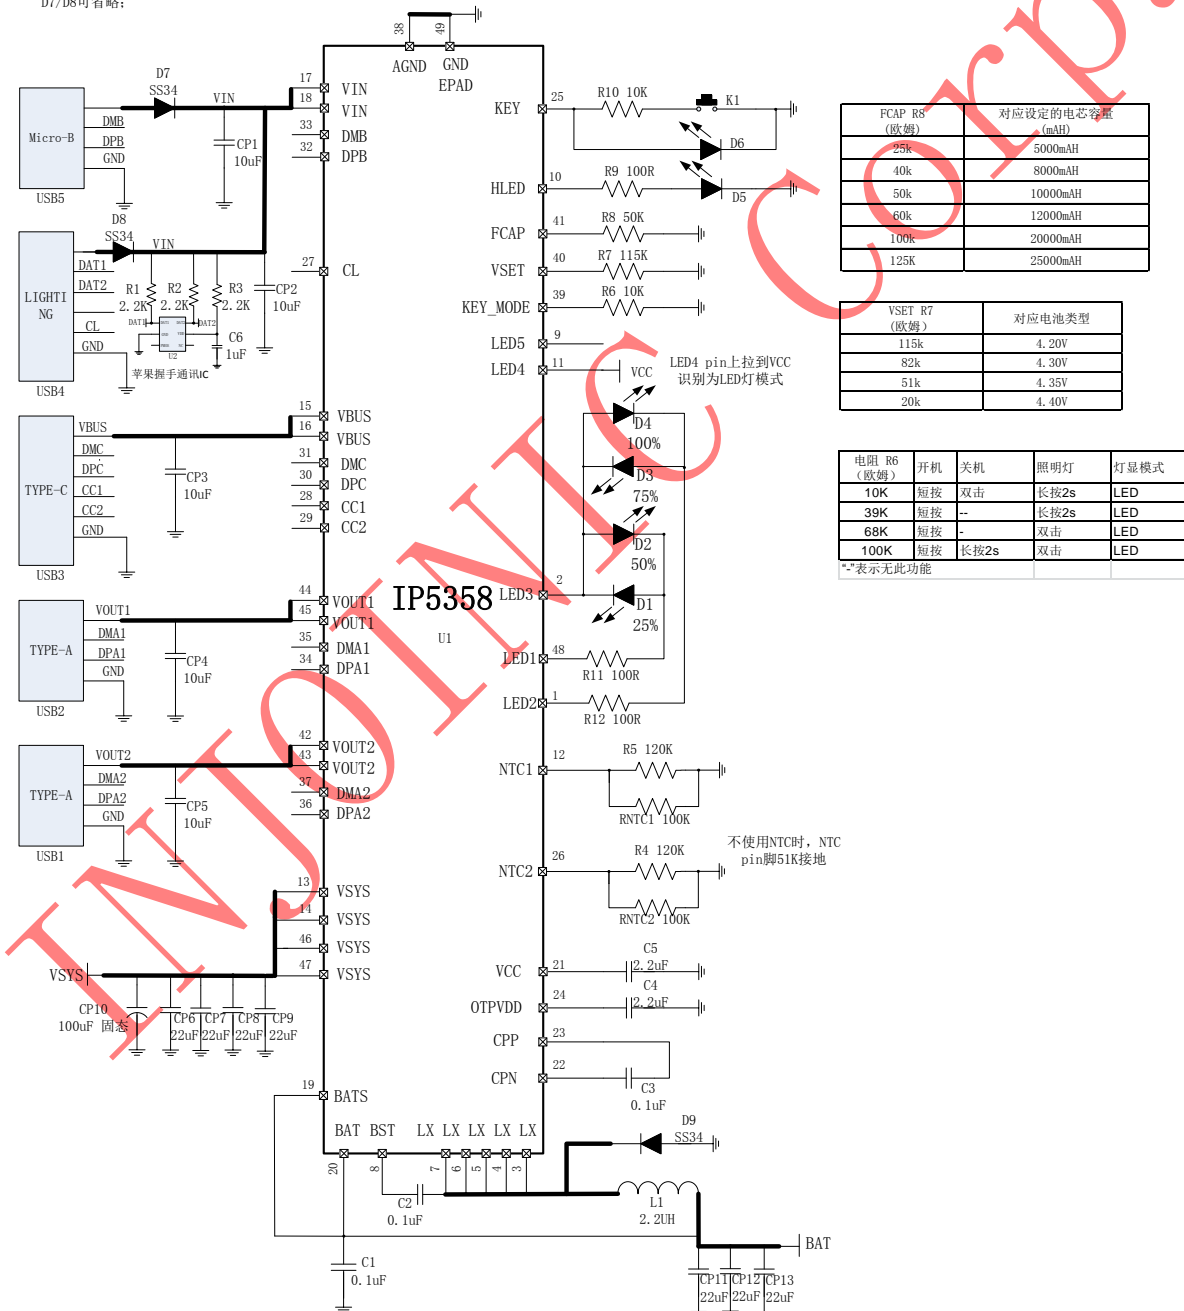 D7/D8可省略;
38
49
AGND
GND
EPAD
Micro-B
USB5
DMB
DPB
GND
D7
SS34
VIN
CP1
10uF
17
VIN
18
VIN
33
DMB
32
DPB
LIGHTI
NG
USB4
DAT1
DAT2
CL
GND
D8
SS34
VIN
R1
2.2K
R2
2.2K
R3
2.2K
CP2
10uF
DAT1
DAT2
U2
C6
1uF
苹果握手通讯IC
27
CL
TYPE-C
USB3
VBUS
DMC
DPC
CC1
CC2
GND
CP3
10uF
15
VBUS
16
VBUS
31
DMC
30
DPC
28
CC1
29
CC2
TYPE-A
USB2
VOUT1
DMA1
DPA1
GND
CP4
10uF
44
VOUT1
45
VOUT1
35
DMA1
34
DPA1
TYPE-A
USB1
VOUT2
DMA2
DPA2
GND
CP5
10uF
42
VOUT2
43
VOUT2
37
DMA2
36
DPA2
VSYS
13
VSYS
14
VSYS
46
VSYS
47
VSYS
CP10
100uF 固态
CP6
22uF
CP7
22uF
CP8
22uF
CP9
22uF
19
BATS
IP5358
U1
BAT BST LX LX LX LX LX
20
8
7
6
5
4
3
C2
0.1uF
C1
0.1uF
D9
SS34
L1
2.2UH
BAT
CP11
22uF
CP12
22uF
CP13
22uF
KEY
25
R10 10K
K1
D6
HLED
10
R9 100R
D5
FCAP
41
R8 50K
VSET
40
R7 115K
KEY_MODE
39
R6 10K
LED5
9
LED4
11
VCC
LED4 pin上拉到VCC
识别为LED灯模式
D4
100%
D3
75%
D2
50%
D1
25%
LED3
2
LED1
48
R11 100R
LED2
1
R12 100R
NTC1
12
R5 120K
RNTC1 100K
NTC2
26
R4 120K
RNTC2 100K
不使用NTC时, NTC
pin脚51K接地
VCC
21
C5
2.2uF
OTPVDD
24
C4
2.2uF
CPP
23
CPN
22
C3
0.1uF
FCAP R8
(欧姆)
对应设定的电芯容量
(mAH)
25k 5000mAH
40k 8000mAH
50k 10000mAH
60k 12000mAH
100k 20000mAH
125K 25000mAH
VSET R7
(欧姆)
对应电池类型
115k 4.20V
82k 4.30V
51k 4.35V
20k 4.40V
电阻 R6
(欧姆)
开机 关机 照明灯 灯显模式
10K 短按 双击 长按2s LED
39K 短按 -- 长按2s LED
68K 短按 - 双击 LED
100K 短按 长按2s 双击 LED
"-"表示无此功能
INJOINIC Corp.